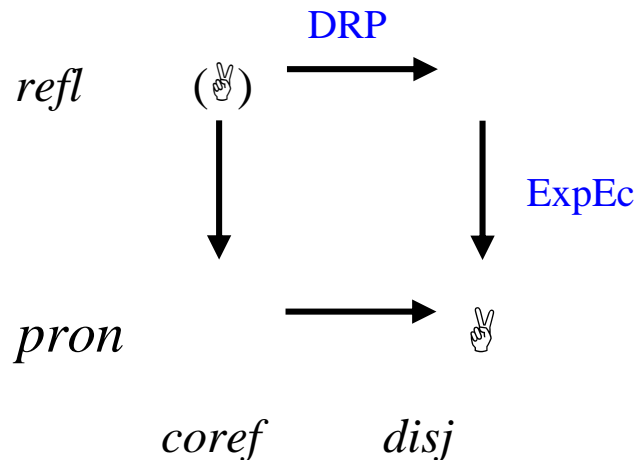 DRP
refl (✌)
ExpEc
pron ✌
coref disj